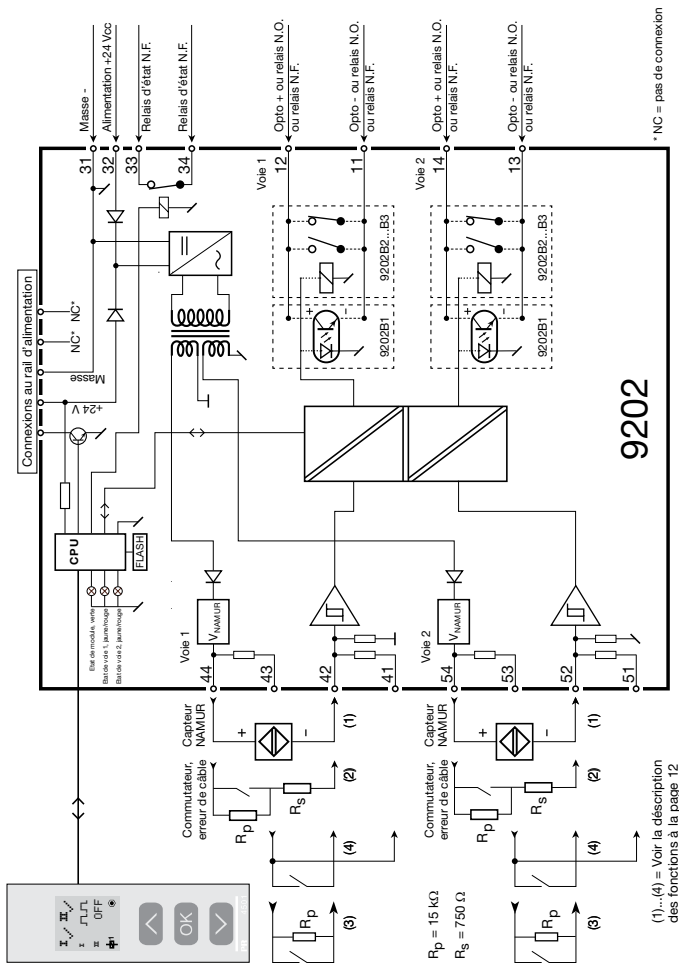 Connexions au rail d'alimentation
NC*
NC*
Masse
+24 V
Masse -
Alimentation +24 Vcc
Relais d'état N.F.
Relais d'état N.F.
31
32
33
34
Opto + ou relais N.O.
ou relais N.F.
Opto - ou relais N.O.
ou relais N.F.
Opto + ou relais N.O.
ou relais N.F.
Opto - ou relais N.O.
ou relais N.F.
Voie 1
12
11
Voie 2
14
13
* NC = pas de connexion
CPU
FLASH
Etat de module, verte
Etat de voie 1, jaune/rouge
Etat de voie 2, jaune/rouge
+
-
9202B1
9202B2...B3
+
-
9202B1
9202B2...B3
9202
Voie 1
VNAMUR
44
43
42
41
Voie 2
VNAMUR
54
53
52
51
Capteur
NAMUR
+
-
(1)
Commutateur,
erreur de câble
Rp
Rs
(2)
(4)
Rp
(3)
Capteur
NAMUR
+
-
(1)
Commutateur,
erreur de câble
Rp
Rs
(2)
(4)
Rp
(3)
Rp = 15 kΩ
Rs = 750 Ω
(1)...(4) = Voir la déscription
des fonctions à la page 12
OFF
OK